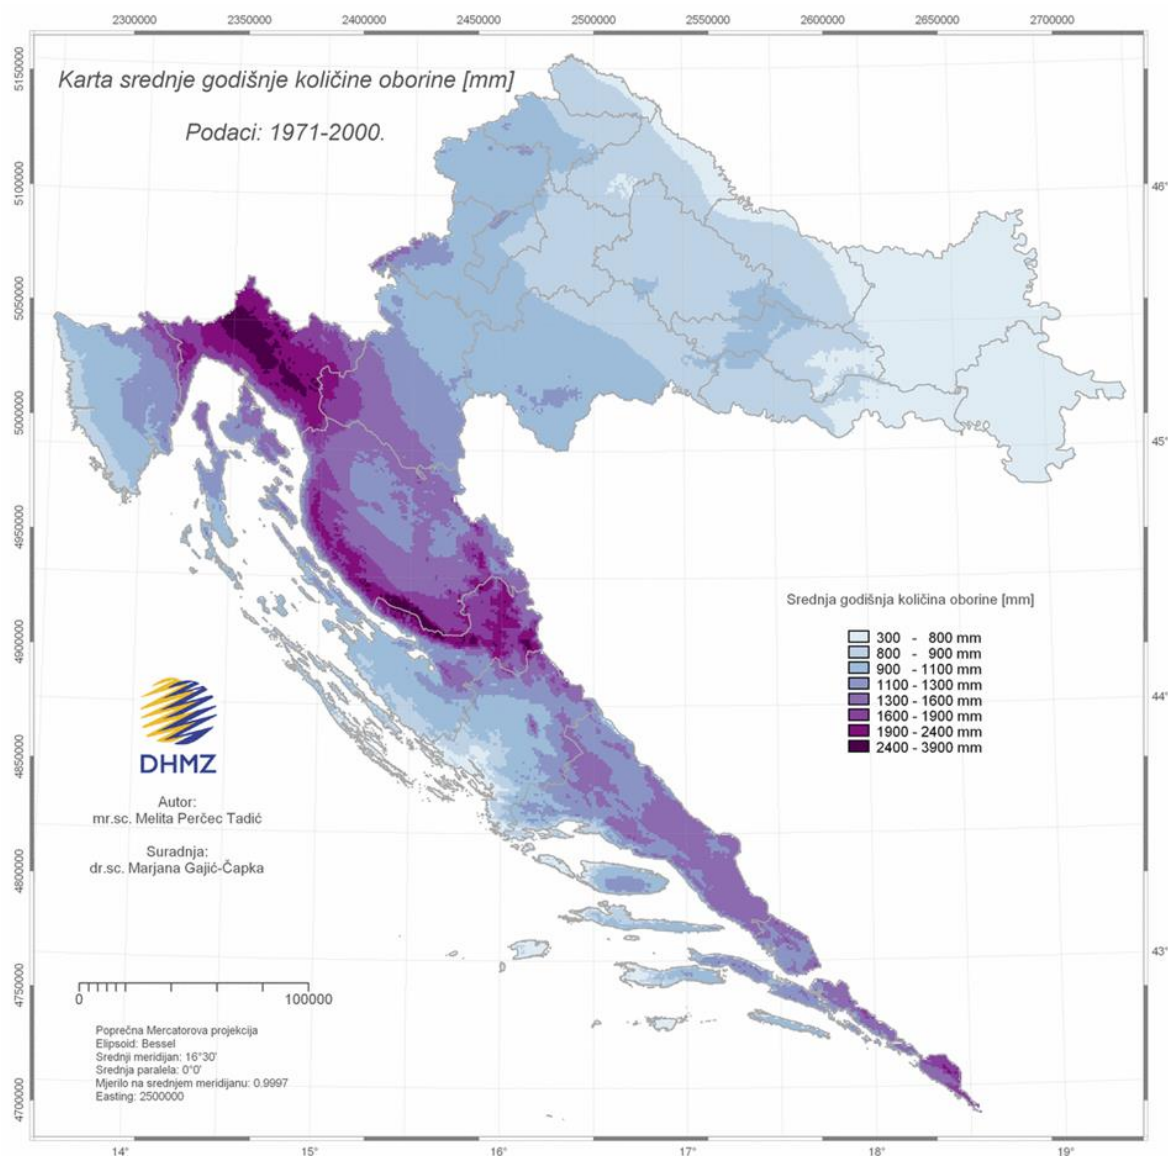 2300000 2350000 2400000 2450000 2500000 2550000 2600000 2650000 2700000
Karta srednje godišnje količine oborine [mm]
Podaci: 1971-2000.
5150000
5100000
5050000
5000000
4950000
4900000
4850000
4800000
4750000
4700000
46°
45°
44°
43°
Srednja godišnja količina oborine [mm]
300 - 800 mm
800 - 900 mm
900 - 1100 mm
1100 - 1300 mm
1300 - 1600 mm
1600 - 1900 mm
1900 - 2400 mm
2400 - 3900 mm
DHMZ
Autor:
mr.sc. Melita Perčec Tadić
Suradnja:
dr.sc. Marjana Gajić-Čapka
0 100000
Poprečna Mercatorova projekcija
Elipsoid: Bessel
Srednji meridijan: 16°30'
Srednja paralela: 0°0'
Mjerilo na srednjem meridijanu: 0.9997
Easting: 2500000
14° 15° 16° 17° 18° 19°